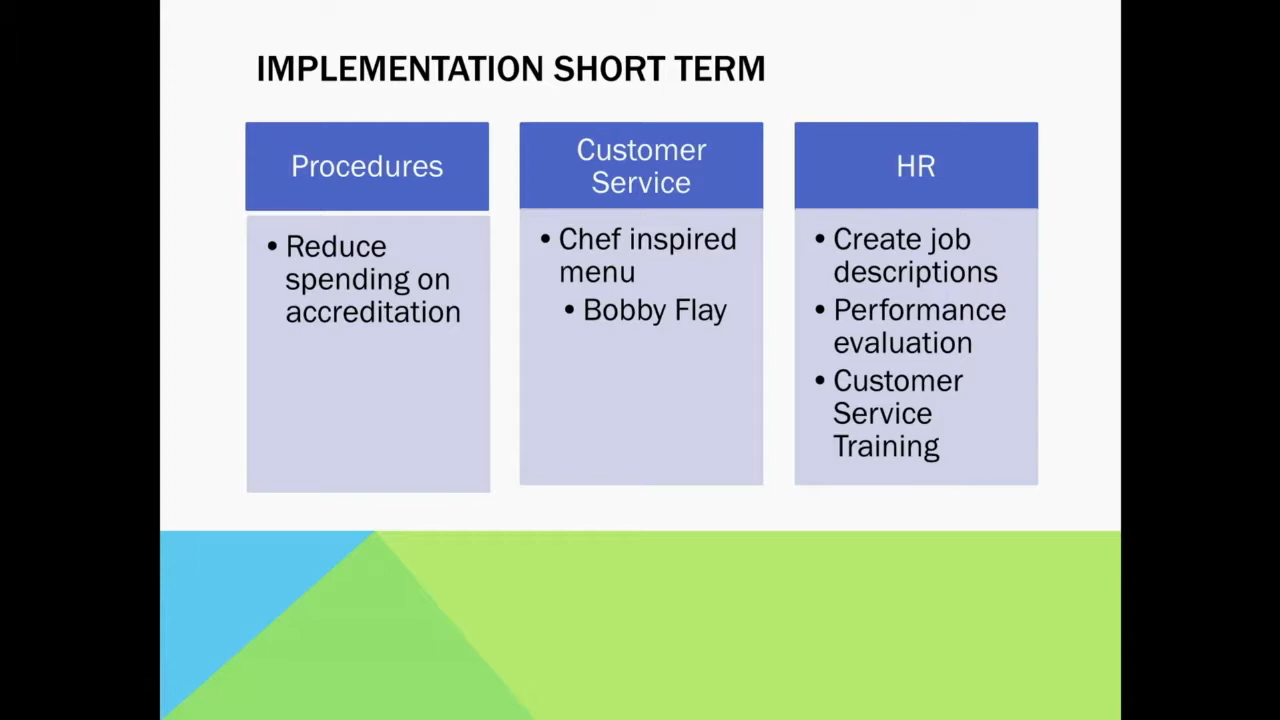 IMPLEMENTATION SHORT TERM
Procedures
• Reduce
spending on
accreditation
Customer
Service
• Chef inspired
menu
• Bobby Flay
HR
• Create job
descriptions
• Performance
evaluation
• Customer
Service
Training